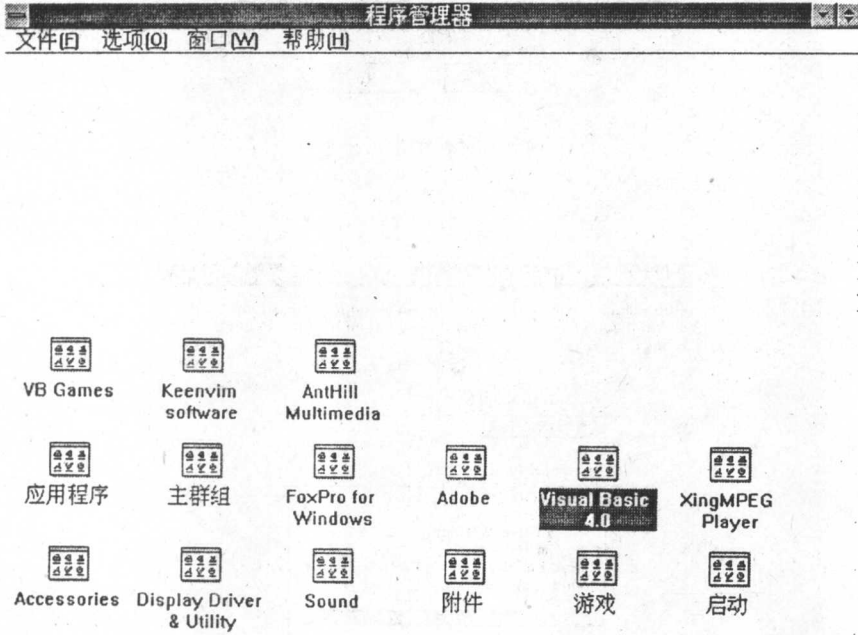 程序管理器
文件(F) 选项(O) 窗口(W) 帮助(H)
VB Games
Keenvim
software
AntHill
Multimedia
应用程序
主群组
FoxPro for
Windows
Adobe
Visual Basic
4.0
XingMPEG
Player
Accessories
Display Driver
& Utility
Sound
附件
游戏
启动